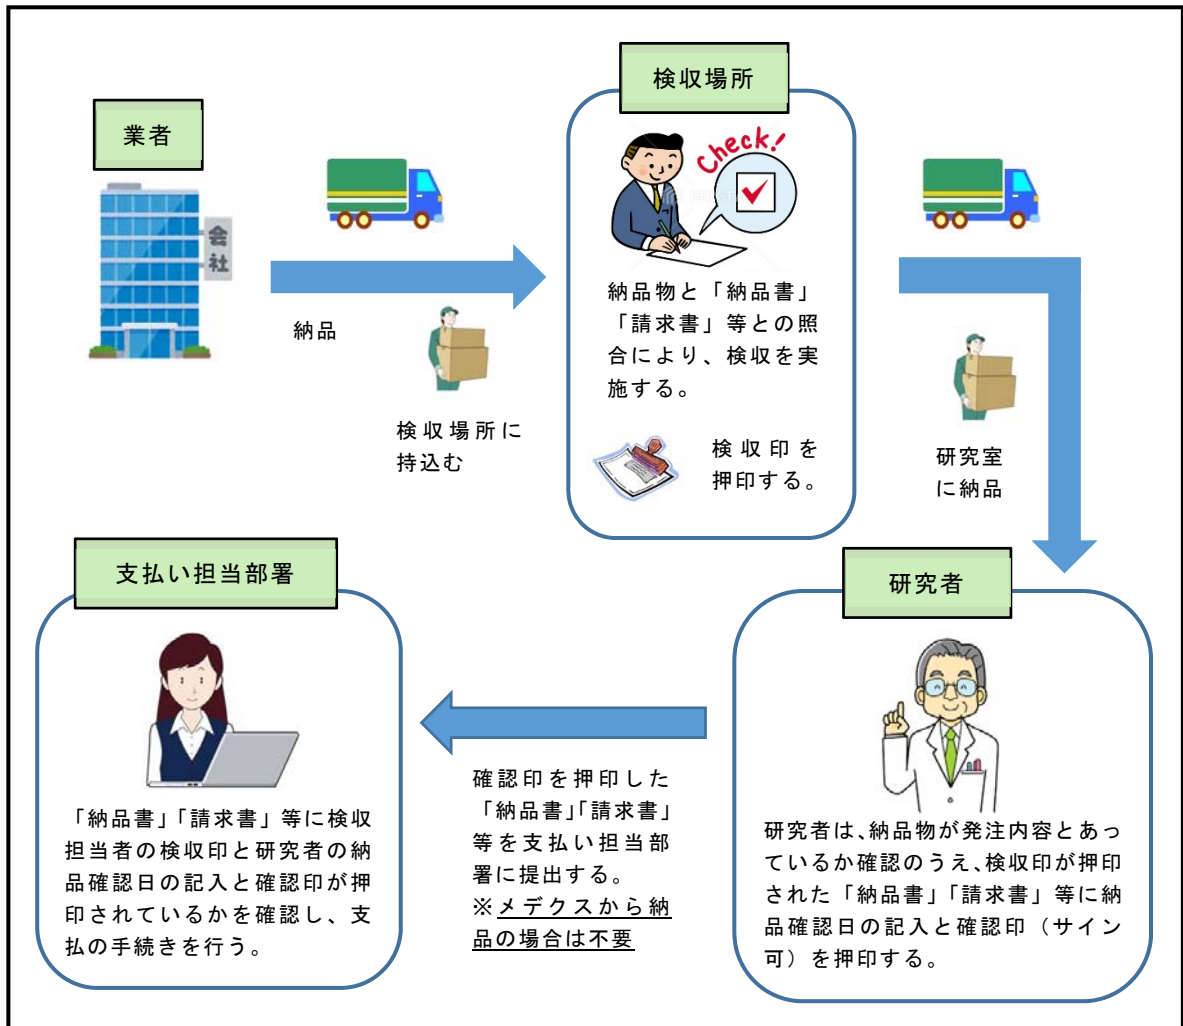 業者
会社
納品
検収場所に
持込む
検収場所
Check!
納品物と「納品書」
「請求書」等との照
合により、検収を実
施する。
検収印を
押印する。
研究室
に納品
研究者
研究者は、納品物が発注内容とあっ
ているか確認のうえ、検収印が押印
された「納品書」「請求書」等に納
品確認日の記入と確認印（サイン
可）を押印する。
確認印を押印した
「納品書」「請求書」
等を支払い担当部
署に提出する。
※メデクスから納
品の場合は不要
支払い担当部署
「納品書」「請求書」等に検収
担当者の検収印と研究者の納
品確認日の記入と確認印が押
印されているかを確認し、支
払の手続きを行う。